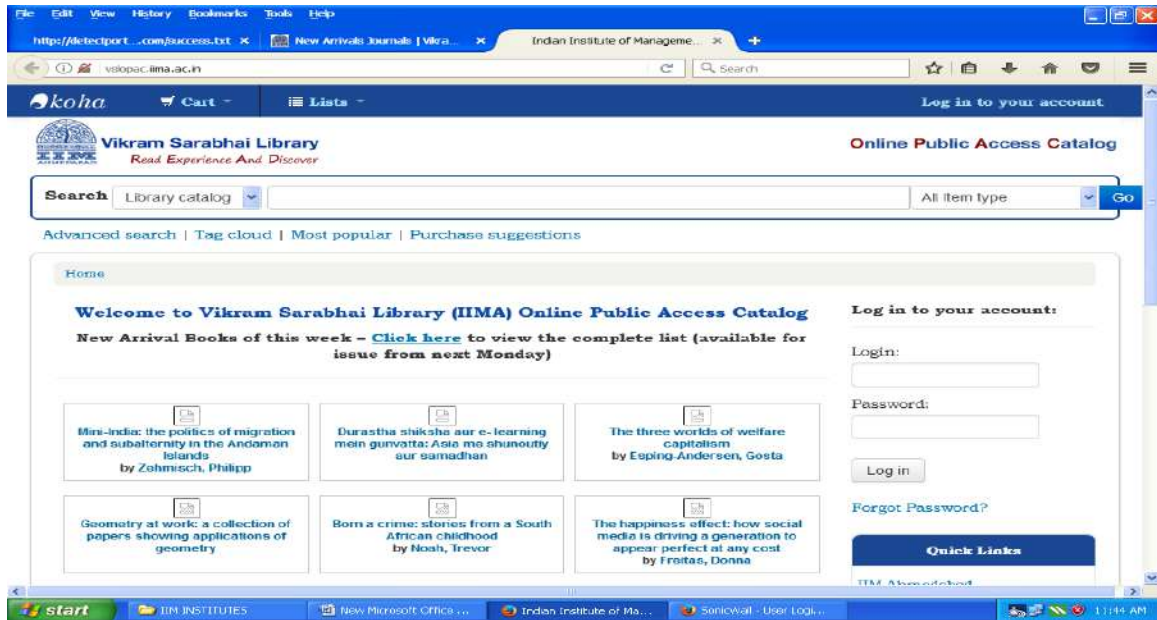 File Edit View History Bookmarks Tools Help
http://detectport...com/success.txt × New Arrivals Journals | Vikra... × Indian Institute of Manageme... × +
vslopac.iima.ac.in Search
koha Cart Lists Log in to your account
Vikram Sarabhai Library
Read Experience And Discover
Online Public Access Catalog
Search Library catalog All item type Go
Advanced search | Tag cloud | Most popular | Purchase suggestions
Home
Welcome to Vikram Sarabhai Library (IIMA) Online Public Access Catalog
New Arrival Books of this week – Click here to view the complete list (available for
issue from next Monday)
Mini-India: the politics of migration
and subalternity in the Andaman
Islands
by Zehmisch, Philipp
Durastha shiksha aur e-learning
mein gunvatta: Asia me shunoutiy
aur samadhan
The three worlds of welfare
capitalism
by Esping-Andersen, Gosta
Geometry at work: a collection of
papers showing applications of
geometry
Born a crime: stories from a South
African childhood
by Noah, Trevor
The happiness effect: how social
media is driving a generation to
appear perfect at any cost
by Freitas, Donna
Log in to your account:
Login:
Password:
Log in
Forgot Password?
Quick Links
IIM Ahmedabad
start IIM INSTITUTES New Microsoft Office ... Indian Institute of Ma... SonicWall - User Logi... 11:44 AM